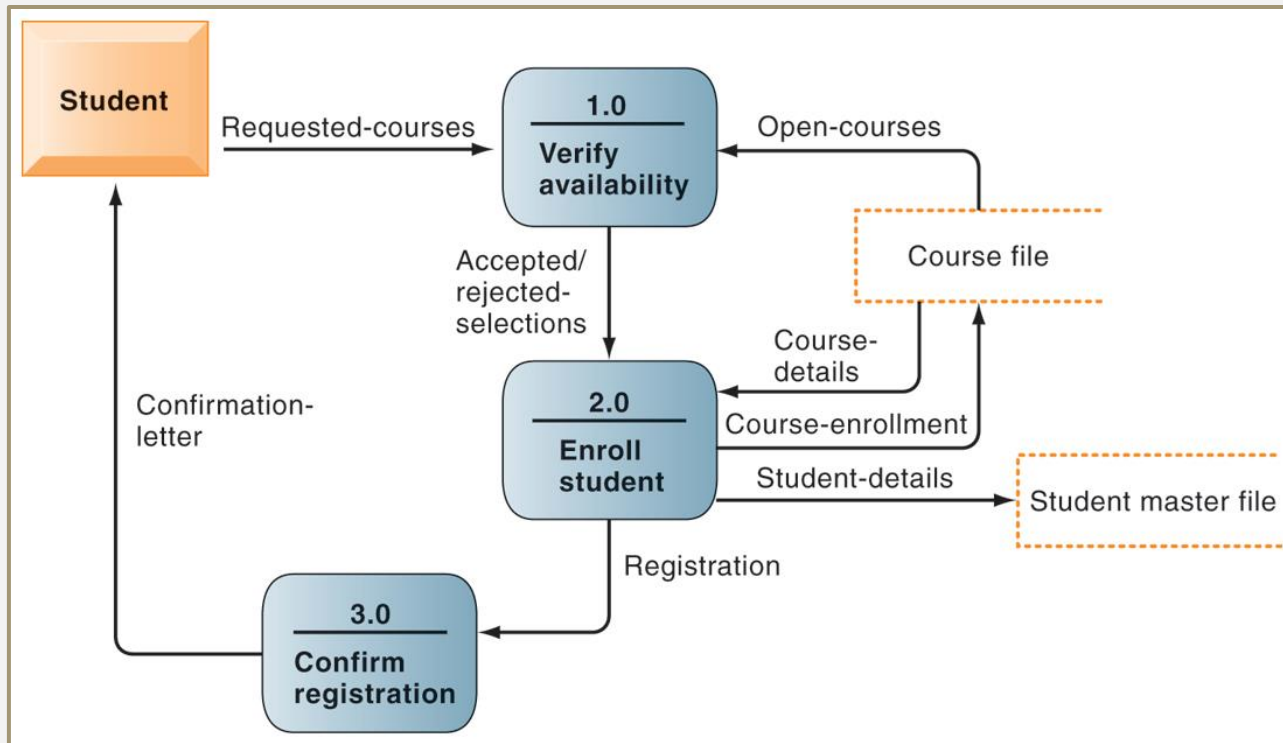 Student
Requested-courses
1.0
Verify
availability
Open-courses
Course file
Accepted/
rejected-
selections
Course-
details
Confirmation-
letter
2.0
Enroll
student
Course-enrollment
Student-details
Student master file
Registration
3.0
Confirm
registration